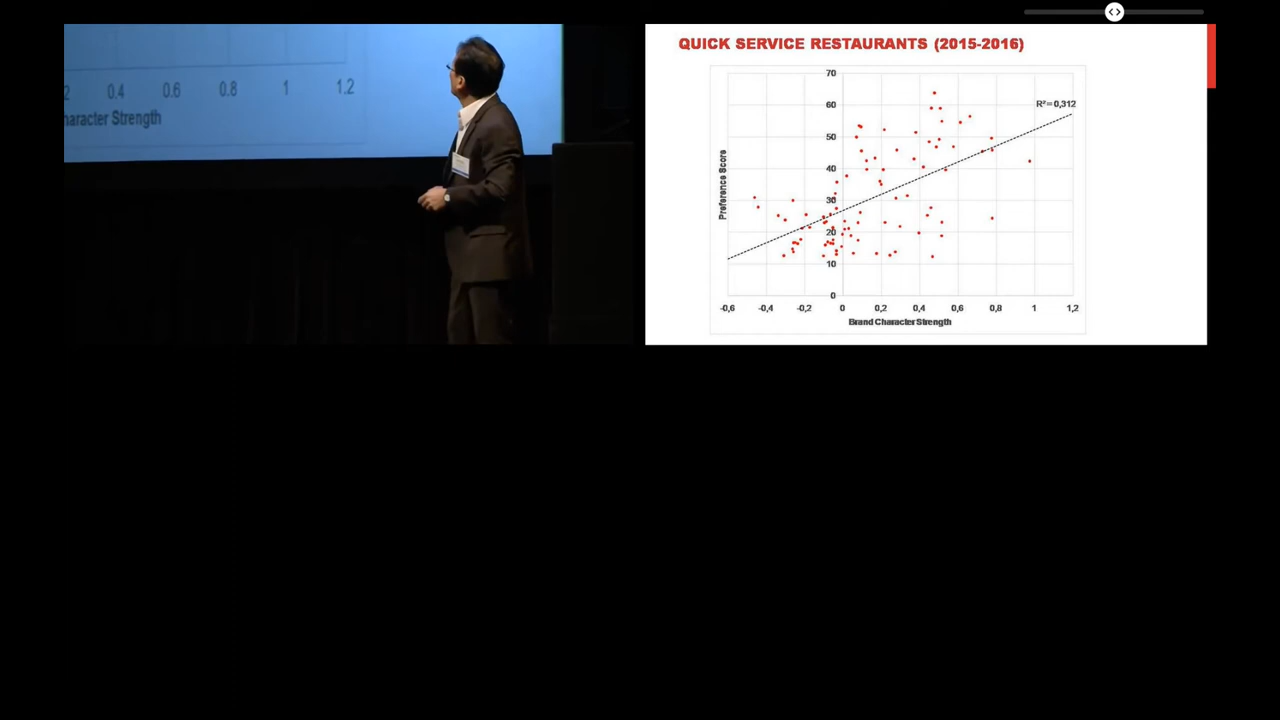 2 0.4 0.6 0.8 1 1.2
haracter Strength
QUICK SERVICE RESTAURANTS (2015-2016)
70
60
R² = 0,312
50
40
30
20
10
0
Preference Score
-0,6 -0,4 -0,2 0 0,2 0,4 0,6 0,8 1 1,2
Brand Character Strength